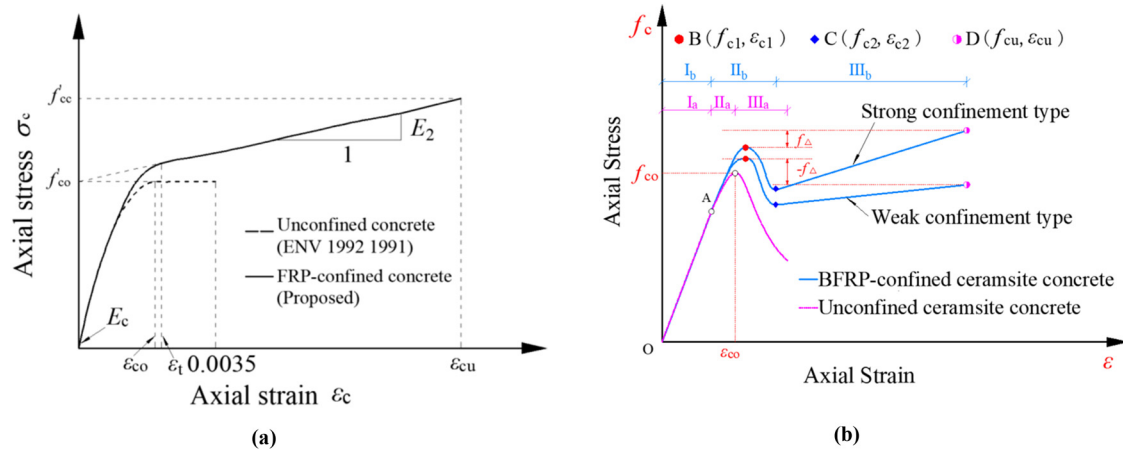 Axial stress σc
f'cc
f'co
E2
1
Unconfined concrete
(ENV 1992 1991)
FRP-confined concrete
(Proposed)
Ec
εco
εt
0.0035
εcu
Axial strain εc
(a)
fc
B (fc1, εc1)
C (fc2, εc2)
D (fcu, εcu)
Ib
IIb
IIIb
Ia
IIa
IIIa
Strong confinement type
f△
-f△
fco
Axial Stress
A
Weak confinement type
BFRP-confined ceramsite concrete
Unconfined ceramsite concrete
O
εco
ε
Axial Strain
(b)